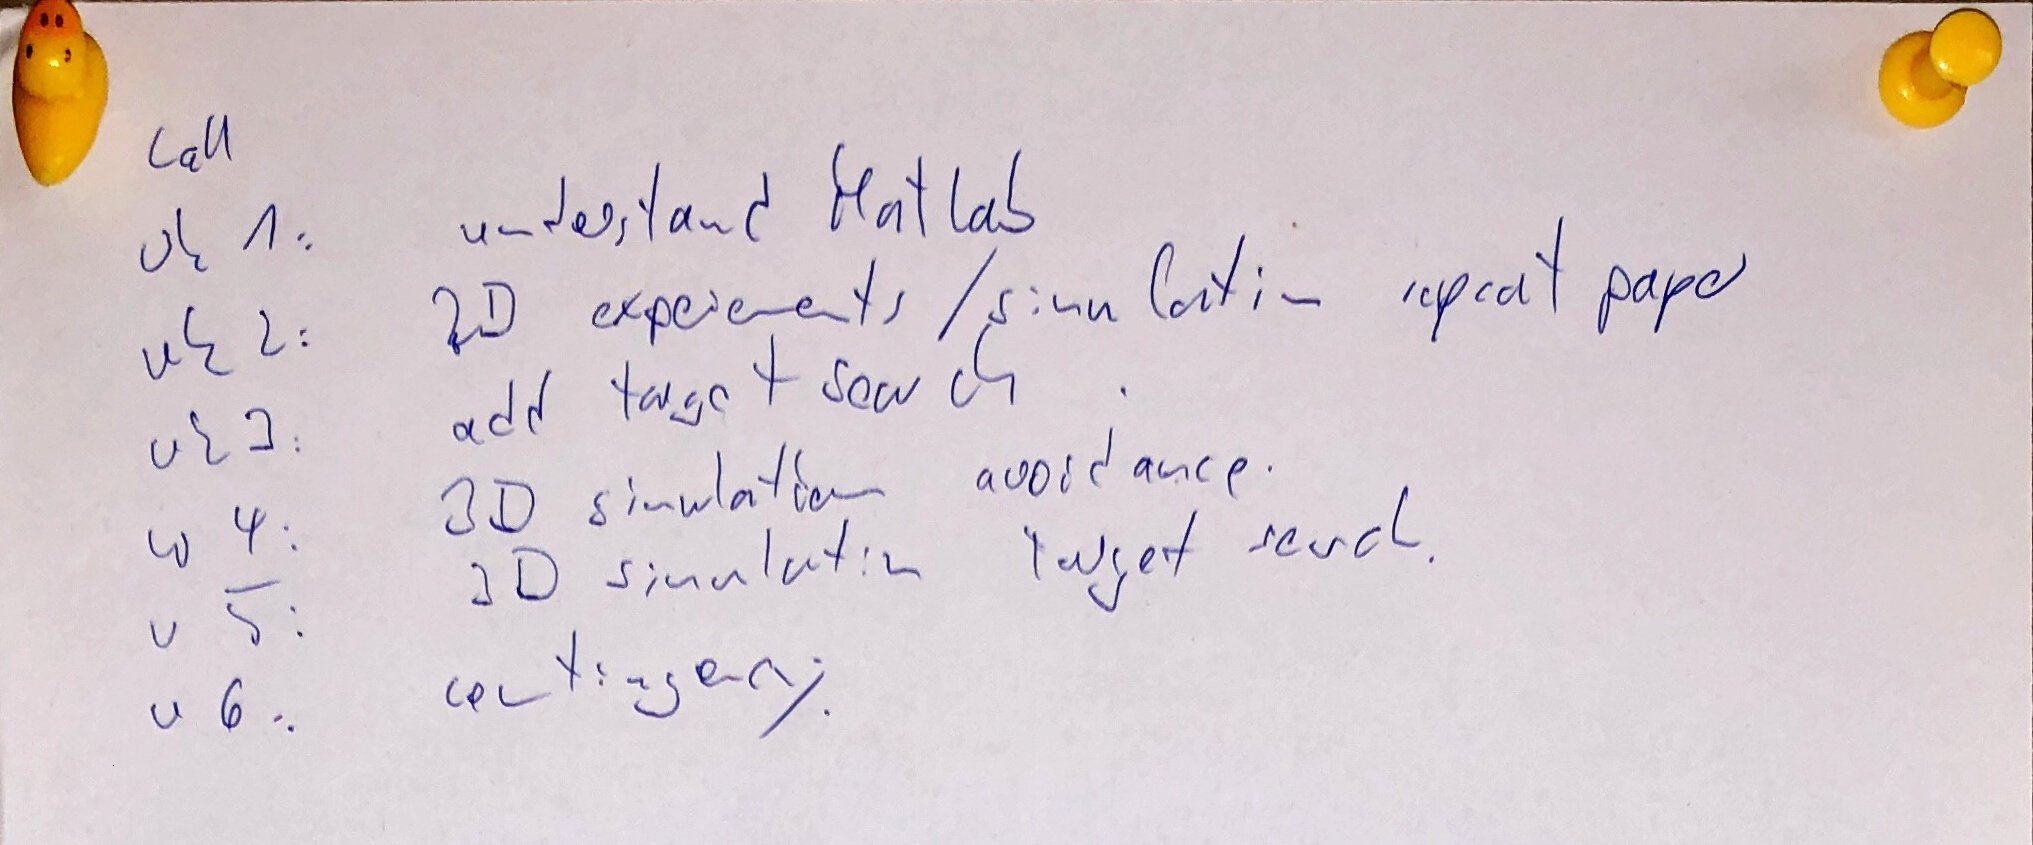 Call
wk 1: understand Matlab
wk 2: 2D experiments / simulation repeat paper
wk 3: add target search.
w 4: 3D simulation avoidance.
w 5: 3D simulation target search.
w 6: contingency.